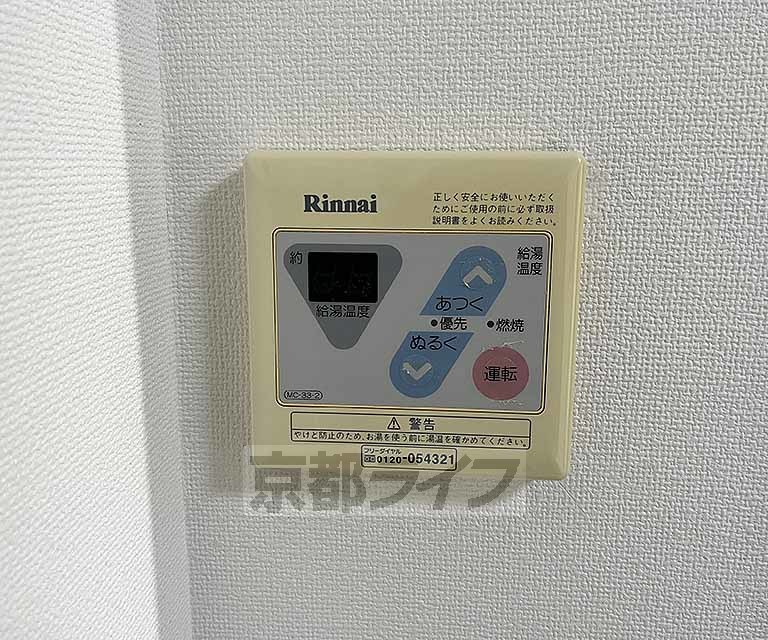 Rinnai
正しく安全にお使いいただく
ためにご使用の前に必ず取扱
説明書をよくお読みください。
約
給湯温度
給湯
温度
あつく
●優先 ●燃焼
ぬるく
運転
MC-33-2
⚠ 警告
やけど防止のため、お湯を使う前に湯温を確かめてください。
フリーダイヤル
0120-054321
京都ライフ